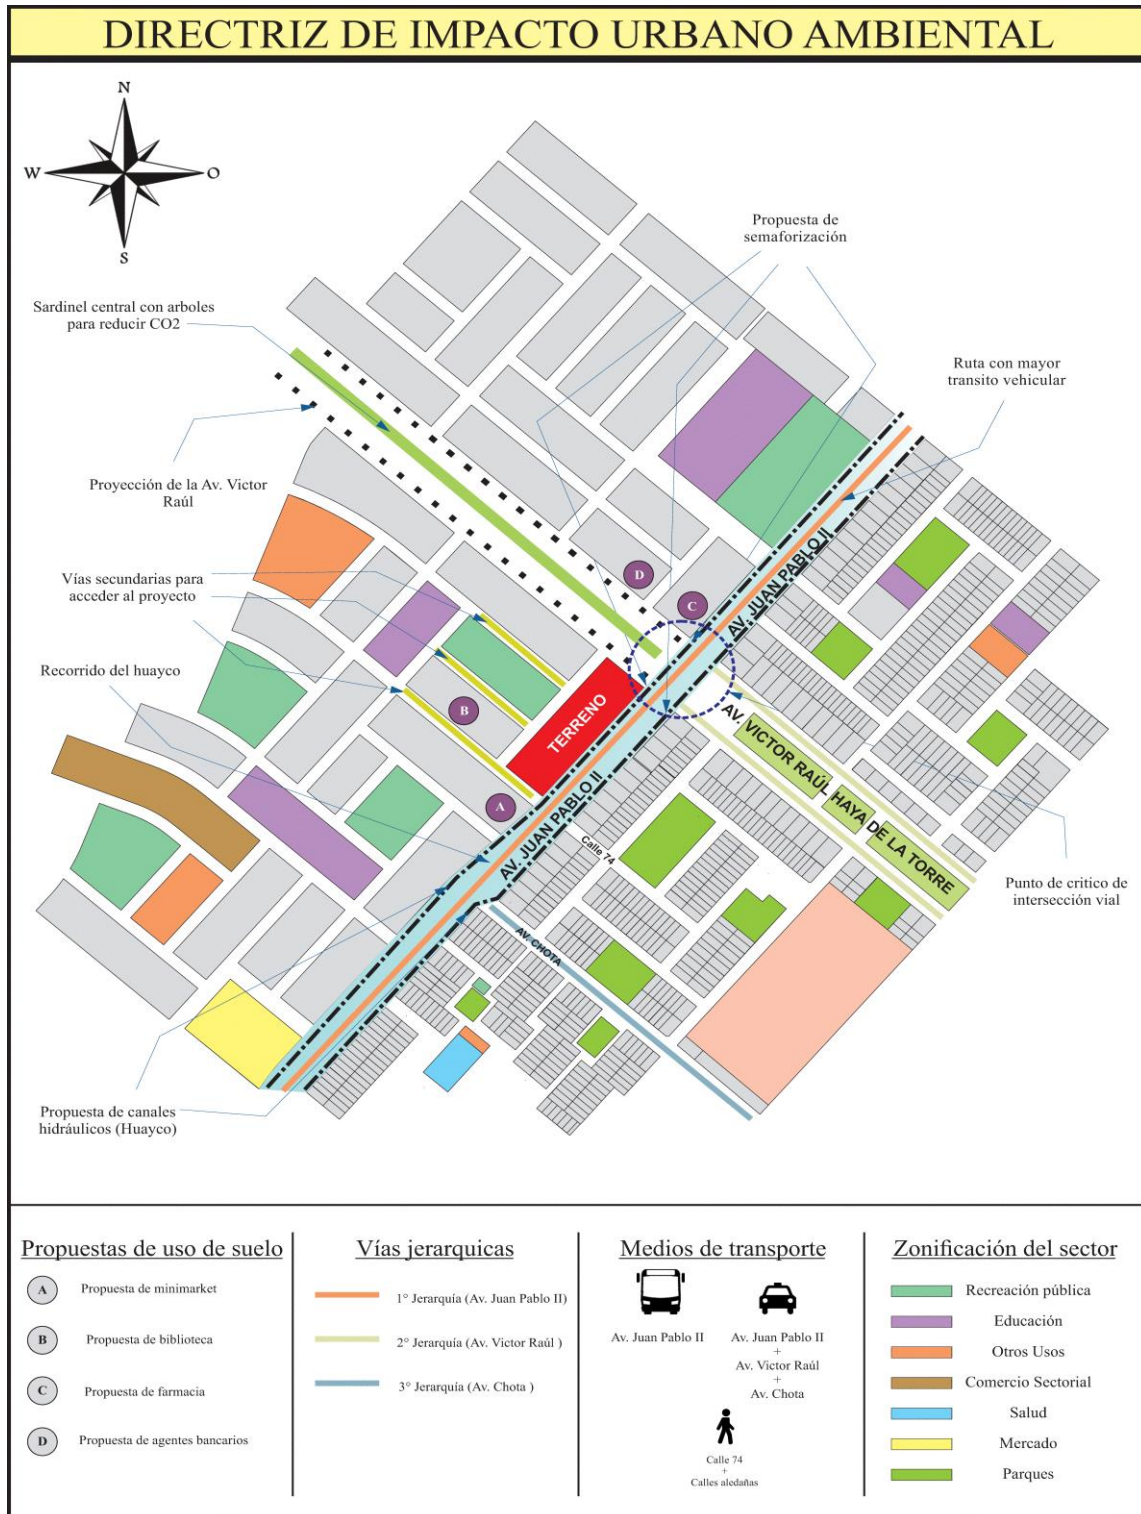 DIRECTRIZ DE IMPACTO URBANO AMBIENTAL
N
W
O
S
Propuesta de
semaforización
Sardinel central con arboles
para reducir CO2
Ruta con mayor
transito vehicular
Proyección de la Av. Victor
Raúl
Vías secundarias para
acceder al proyecto
Recorrido del huayco
D
C
B
A
TERRENO
AV. JUAN PABLO II
AV. JUAN PABLO II
AV. VICTOR RAÚL HAYA DE LA TORRE
Calle 74
AV. CHOTA
Punto de critico de
intersección vial
Propuesta de canales
hidráulicos (Huayco)
Propuestas de uso de suelo
A Propuesta de minimarket
B Propuesta de biblioteca
C Propuesta de farmacia
D Propuesta de agentes bancarios
Vías jerarquicas
1° Jerarquía (Av. Juan Pablo II)
2° Jerarquía (Av. Victor Raúl )
3° Jerarquía (Av. Chota )
Medios de transporte
Av. Juan Pablo II
Av. Juan Pablo II
+
Av. Victor Raúl
+
Av. Chota
Calle 74
+
Calles aledañas
Zonificación del sector
Recreación pública
Educación
Otros Usos
Comercio Sectorial
Salud
Mercado
Parques